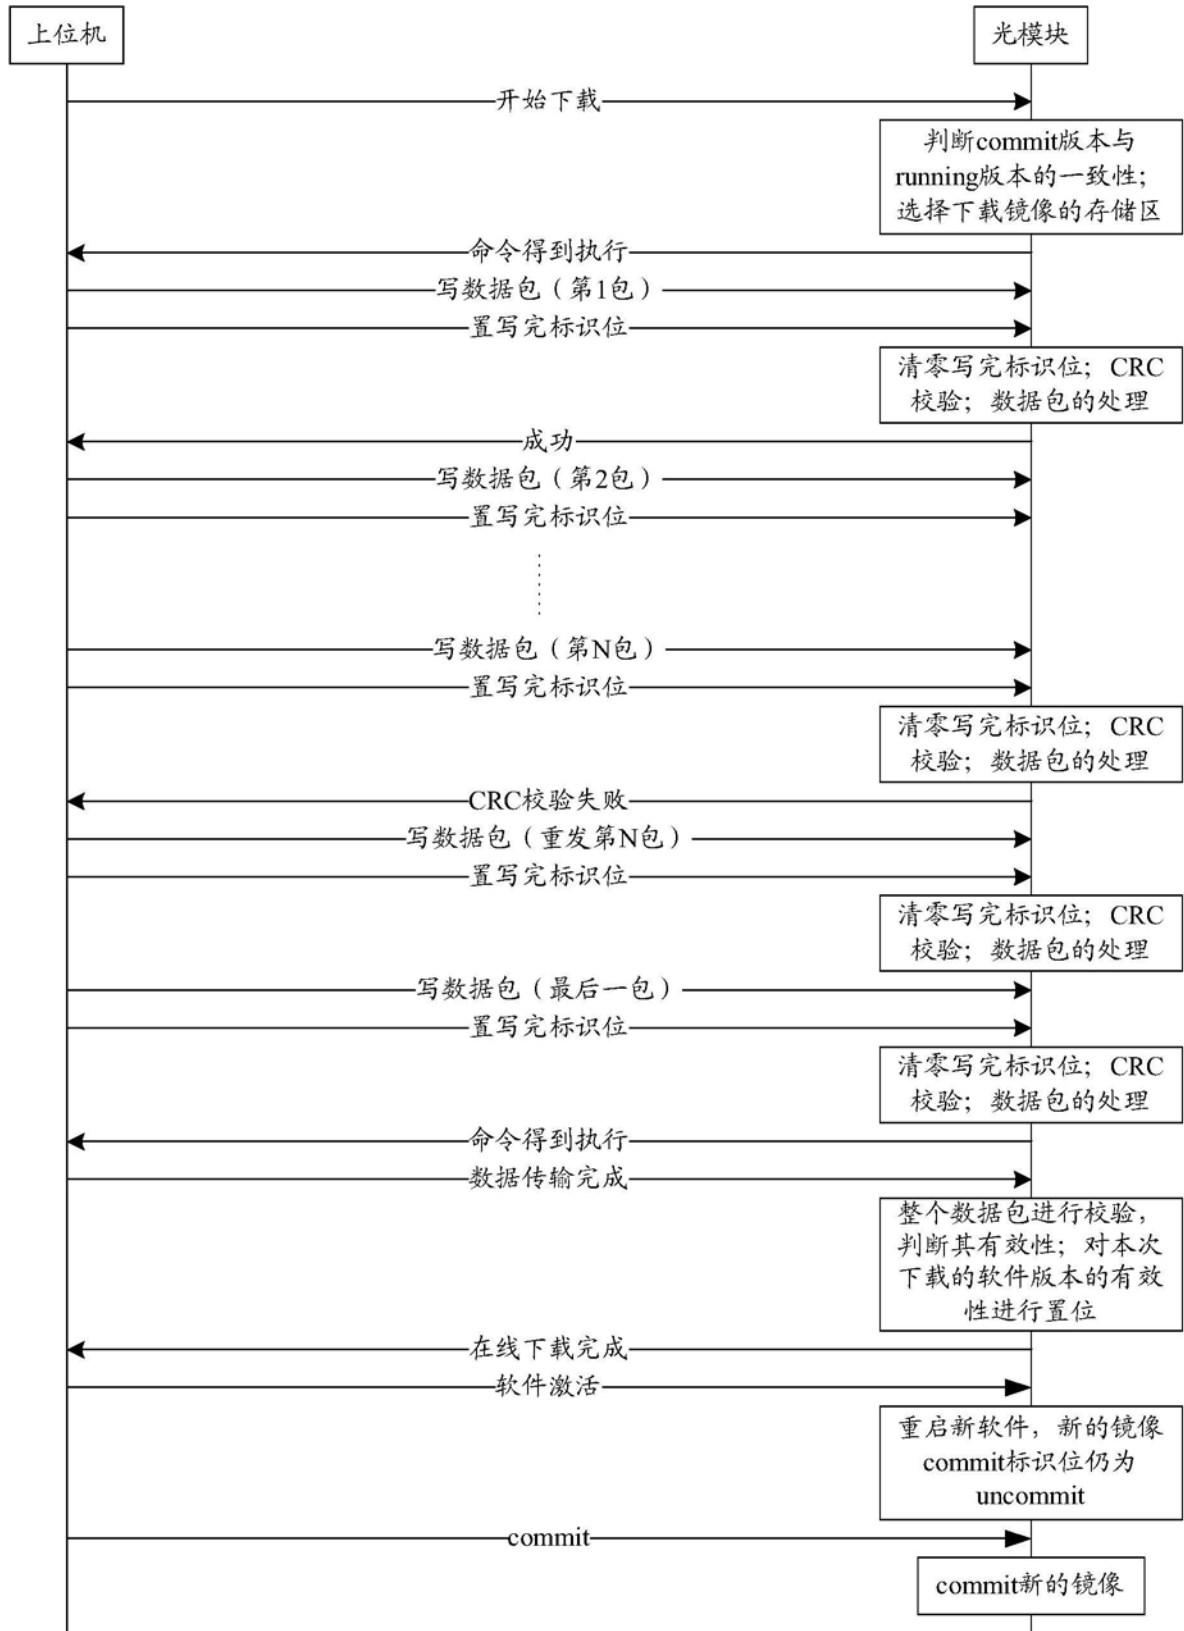 上位机
光模块
开始下载
判断commit版本与
running版本的一致性；
选择下载镜像的存储区
命令得到执行
写数据包（第1包）
置写完标识位
清零写完标识位；CRC
校验；数据包的处理
成功
写数据包（第2包）
置写完标识位
写数据包（第N包）
置写完标识位
清零写完标识位；CRC
校验；数据包的处理
CRC校验失败
写数据包（重发第N包）
置写完标识位
清零写完标识位；CRC
校验；数据包的处理
写数据包（最后一包）
置写完标识位
清零写完标识位；CRC
校验；数据包的处理
命令得到执行
数据传输完成
整个数据包进行校验，
判断其有效性；对本次
下载的软件版本的有效
性进行置位
在线下载完成
软件激活
重启新软件，新的镜像
commit标识位仍为
uncommit
commit
commit新的镜像